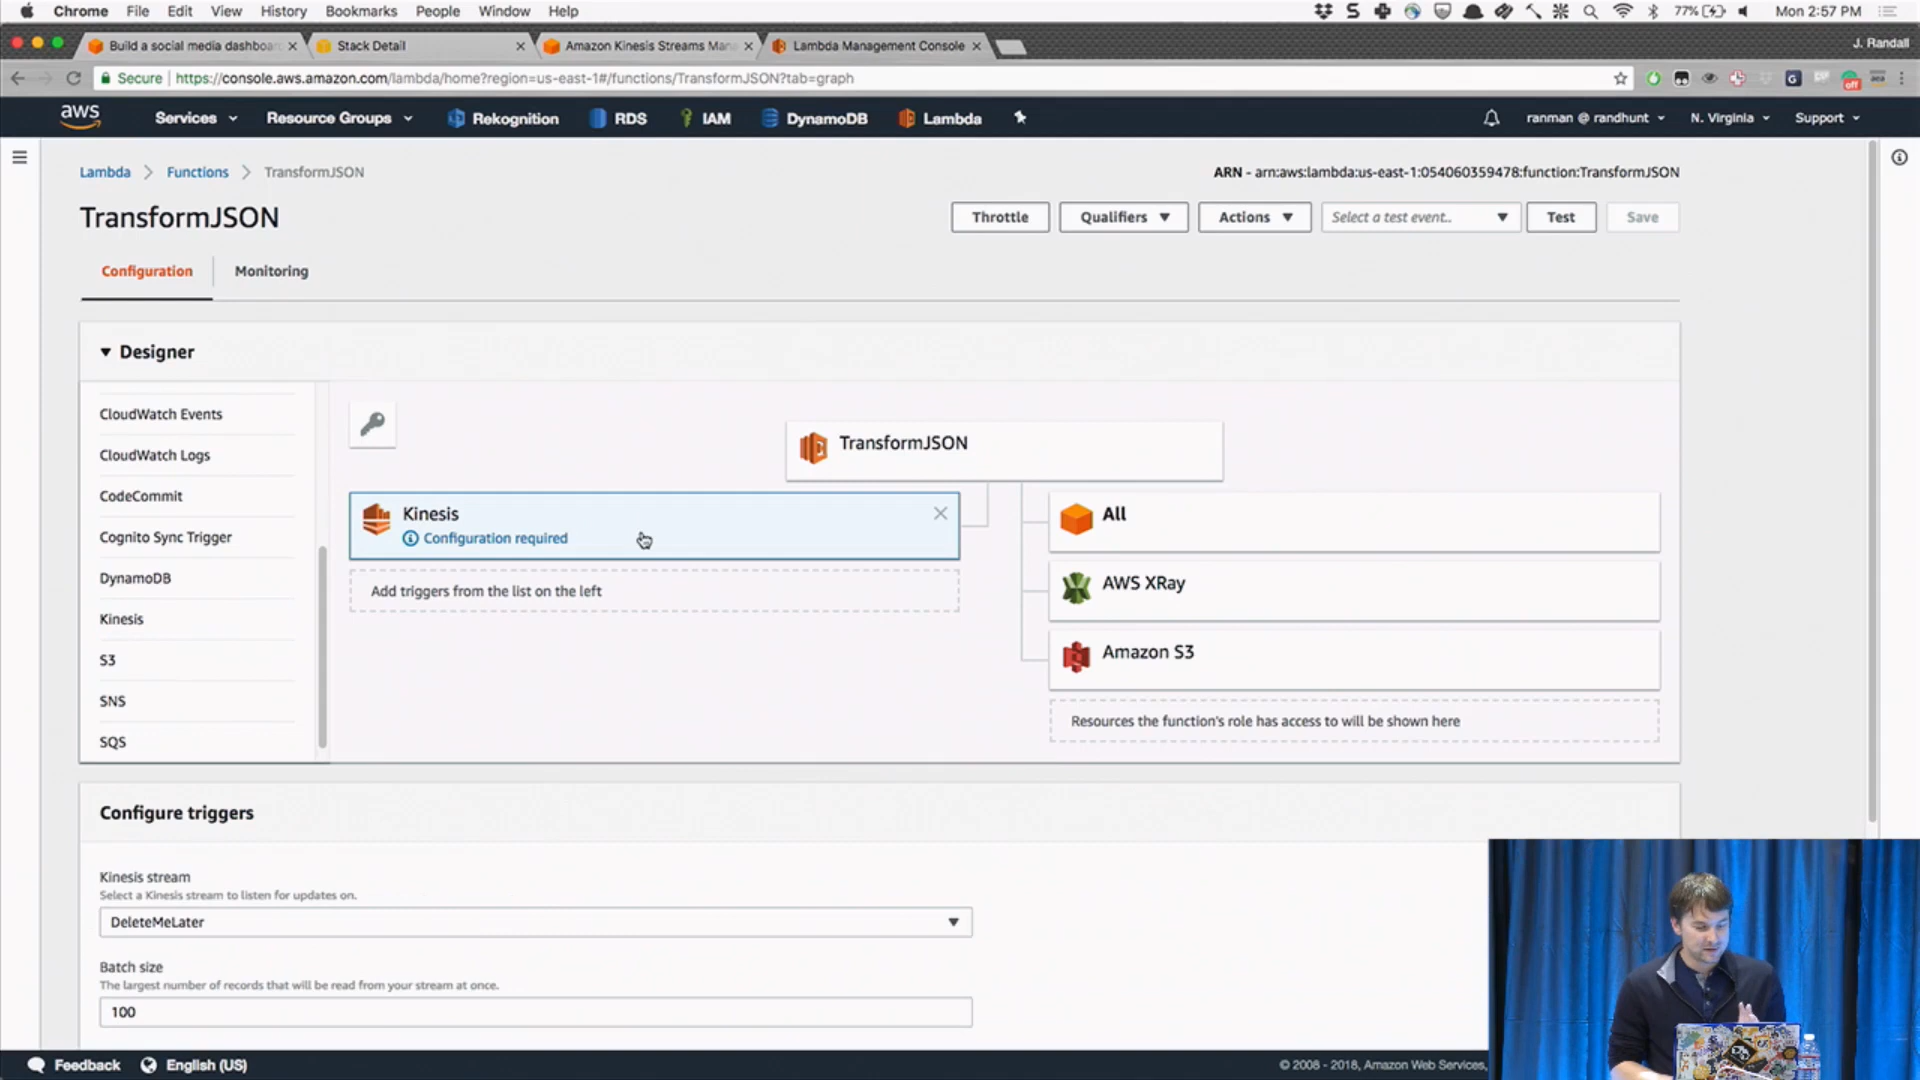 Chrome File Edit View History Bookmarks People Window Help 77% Mon 2:57 PM
Build a social media dashboa Stack Detail Amazon Kinesis Streams Man Lambda Management Console J. Randall
Secure https://console.aws.amazon.com/lambda/home?region=us-east-1#/functions/TransformJSON?tab=graph
aws Services Resource Groups Rekognition RDS IAM DynamoDB Lambda ranman @ randhunt N. Virginia Support
Lambda Functions TransformJSON ARN - arn:aws:lambda:us-east-1:054060359478:function:TransformJSON
TransformJSON Throttle Qualifiers Actions Select a test event.. Test Save
Configuration Monitoring
Designer
CloudWatch Events
CloudWatch Logs
CodeCommit
Cognito Sync Trigger
DynamoDB
Kinesis
S3
SNS
SQS
TransformJSON
Kinesis
Configuration required
Add triggers from the list on the left
All
AWS XRay
Amazon S3
Resources the function's role has access to will be shown here
Configure triggers
Kinesis stream
Select a Kinesis stream to listen for updates on.
DeleteMeLater
Batch size
The largest number of records that will be read from your stream at once.
100
Feedback English (US) © 2008 - 2018, Amazon Web Services,